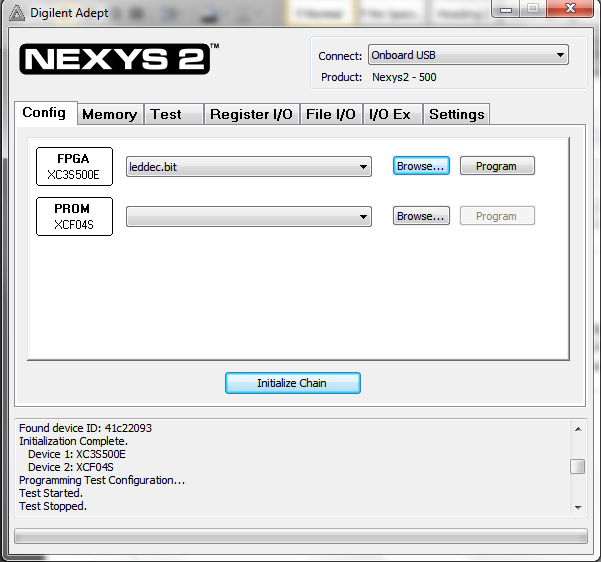 Digilent Adept
NEXYS 2™
Connect: Onboard USB
Product: Nexys2 - 500
Config Memory Test Register I/O File I/O I/O Ex Settings
FPGA
XC3S500E
leddec.bit
Browse...
Program
PROM
XCF04S
Browse...
Program
Initialize Chain
Found device ID: 41c22093
Initialization Complete.
Device 1: XC3S500E
Device 2: XCF04S
Programming Test Configuration...
Test Started.
Test Stopped.